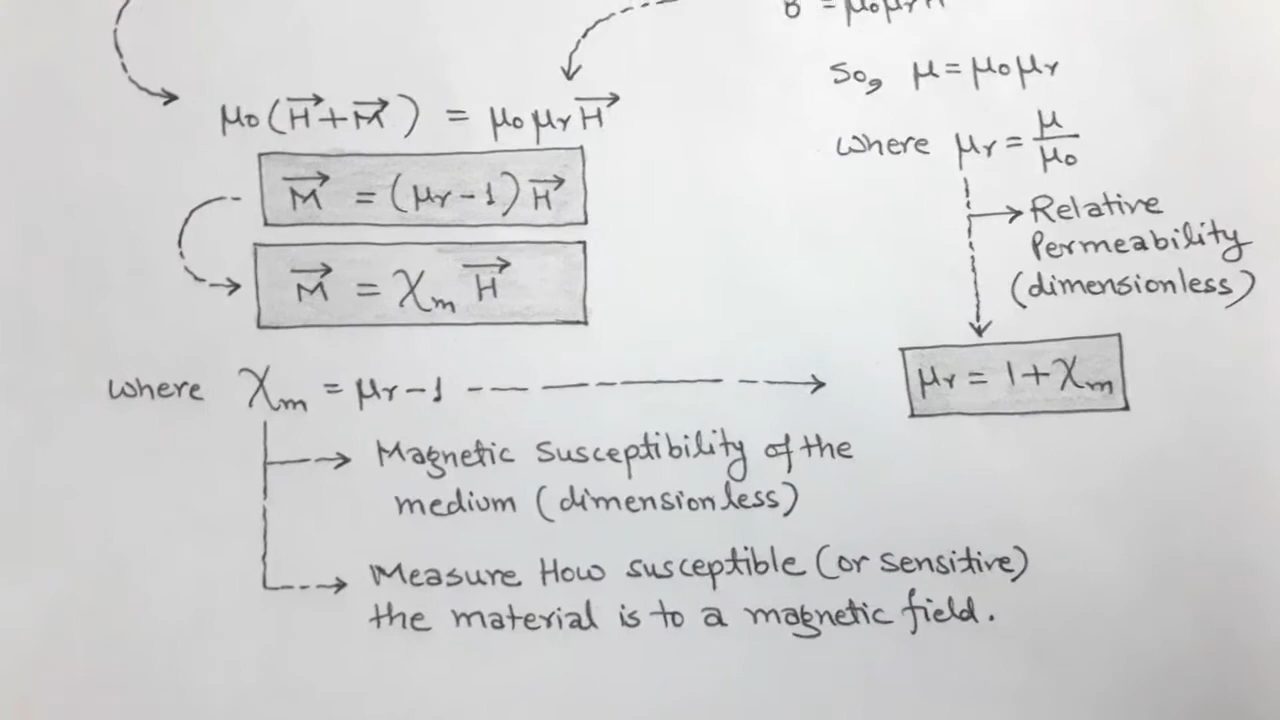 B = μ₀μᵣH
So, μ = μ₀μᵣ
where μᵣ = μ/μ₀
Relative
Permeability
(dimensionless)
μᵣ = 1 + χₘ
μ₀(H⃗ + M⃗) = μ₀μᵣH⃗
M⃗ = (μᵣ - 1)H⃗
M⃗ = χₘ H⃗
where χₘ = μᵣ - 1
Magnetic Susceptibility of the
medium (dimensionless)
Measure How susceptible (or sensitive)
the material is to a magnetic field.